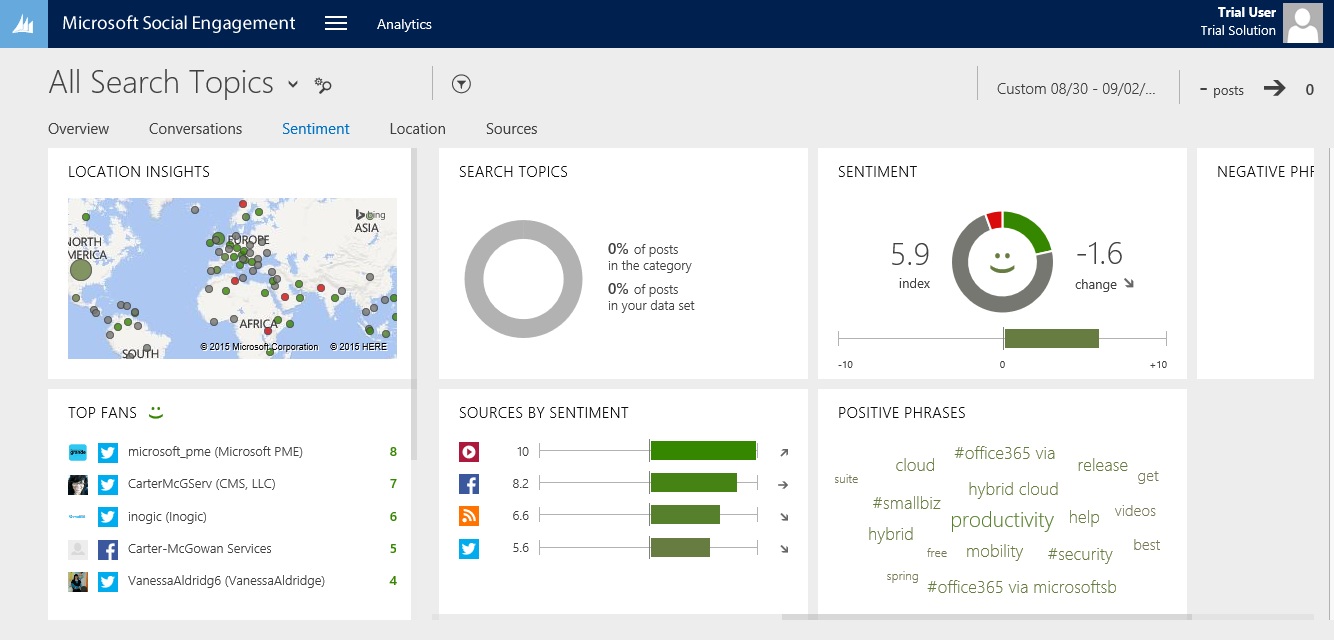 Microsoft Social Engagement
Analytics
Trial User
Trial Solution
All Search Topics
Custom 08/30 - 09/02/...
- posts
0
Overview
Conversations
Sentiment
Location
Sources
LOCATION INSIGHTS
bing
ASIA
NORTH
MERICA
EUROPE
AFRICA
SOUTH
© 2015 Microsoft Corporation © 2015 HERE
SEARCH TOPICS
0% of posts
in the category
0% of posts
in your data set
SENTIMENT
5.9
index
-1.6
change
-10
0
+10
NEGATIVE PHR
TOP FANS
microsoft_pme (Microsoft PME) 8
CarterMcGServ (CMS, LLC) 7
inogic (Inogic) 6
Carter-McGowan Services 5
VanessaAldridg6 (VanessaAldridge) 4
SOURCES BY SENTIMENT
10
8.2
6.6
5.6
POSITIVE PHRASES
#office365 via
cloud
release
suite
get
hybrid cloud
#smallbiz
videos
productivity
help
hybrid
best
free
mobility
#security
spring
#office365 via microsoftsb